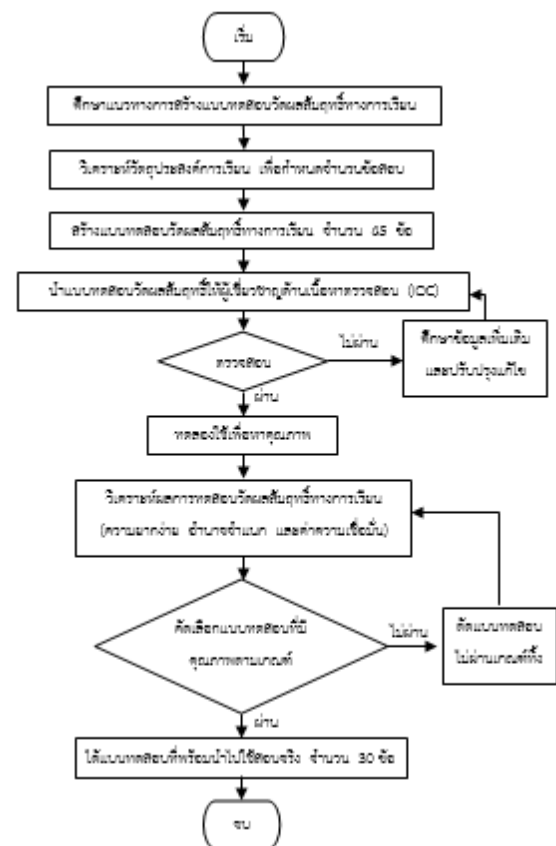 เริ่ม
ศึกษาแนวทางการสร้างแบบทดสอบวัดผลสัมฤทธิ์ทางการเรียน
วิเคราะห์วัตถุประสงค์การเรียน เพื่อกำหนดจำนวนข้อสอบ
สร้างแบบทดสอบวัดผลสัมฤทธิ์ทางการเรียน จำนวน 65 ข้อ
นำแบบทดสอบวัดผลสัมฤทธิ์ให้ผู้เชี่ยวชาญด้านเนื้อหาตรวจสอบ (IOC)
ตรวจสอบ
ไม่ผ่าน
ศึกษาข้อมูลเพิ่มเติม
และปรับปรุงแก้ไข
ผ่าน
ทดลองใช้เพื่อหาคุณภาพ
วิเคราะห์ผลการทดสอบวัดผลสัมฤทธิ์ทางการเรียน
(ความยากง่าย อำนาจจำแนก และค่าความเชื่อมั่น)
คัดเลือกแบบทดสอบที่มี
คุณภาพตามเกณฑ์
ไม่ผ่าน
ตัดแบบทดสอบ
ไม่ผ่านเกณฑ์ทิ้ง
ผ่าน
ได้แบบทดสอบที่พร้อมนำไปใช้สอบจริง จำนวน 30 ข้อ
จบ